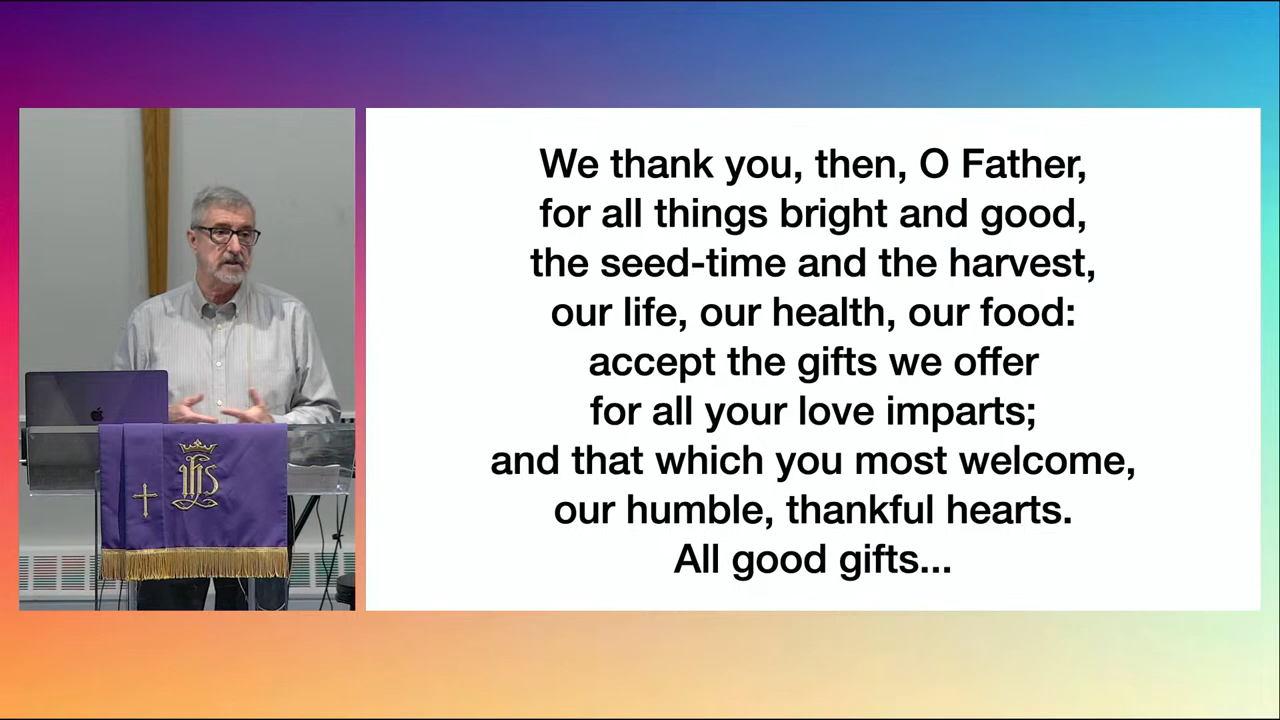 We thank you, then, O Father,
for all things bright and good,
the seed-time and the harvest,
our life, our health, our food:
accept the gifts we offer
for all your love imparts;
and that which you most welcome,
our humble, thankful hearts.
All good gifts...
IHS